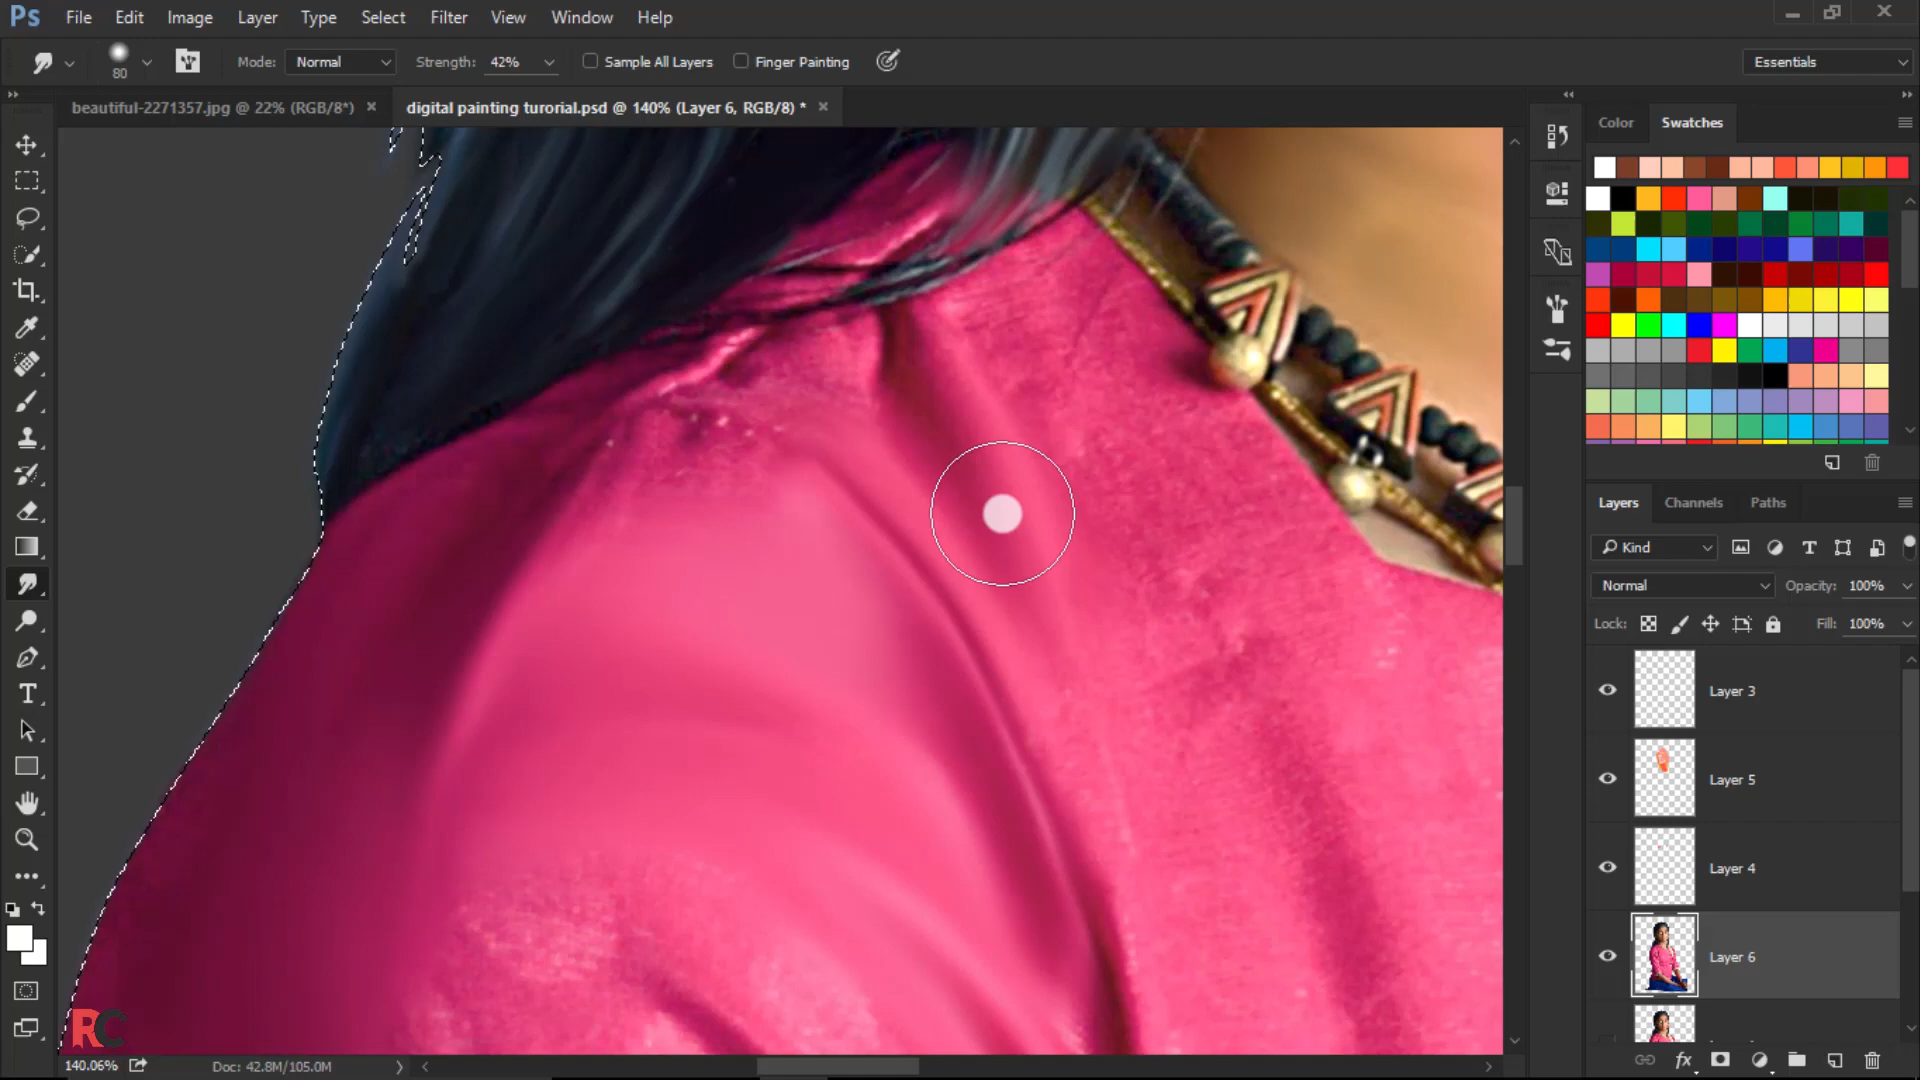 Ps File Edit Image Layer Type Select Filter View Window Help
80 Mode: Normal Strength: 42% Sample All Layers Finger Painting Essentials
beautiful-2271357.jpg @ 22% (RGB/8*) digital painting turorial.psd @ 140% (Layer 6, RGB/8) *
Color Swatches
Layers Channels Paths
Kind
Normal Opacity: 100%
Lock: Fill: 100%
Layer 3
Layer 5
Layer 4
Layer 6
RC
140.06% Doc: 42.8M/105.0M